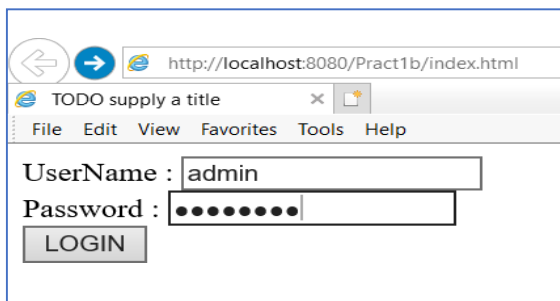 http://localhost:8080/Pract1b/index.html
TODO supply a title
File Edit View Favorites Tools Help
UserName : admin
Password : ●●●●●●●●
LOGIN